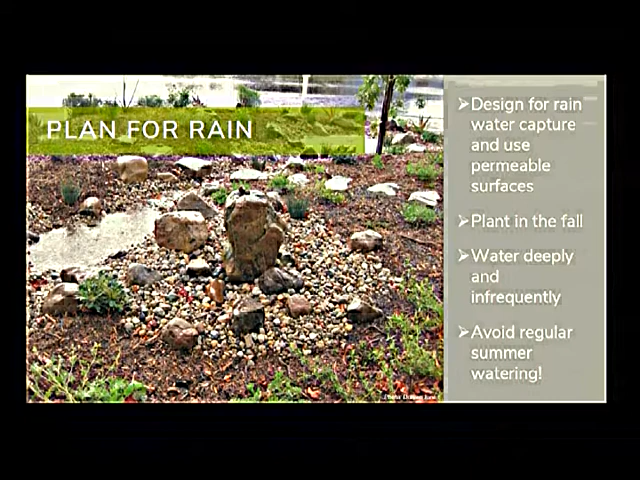 PLAN FOR RAIN
➢Design for rain
water capture
and use
permeable
surfaces
➢Plant in the fall
➢Water deeply
and
infrequently
➢Avoid regular
summer
watering!